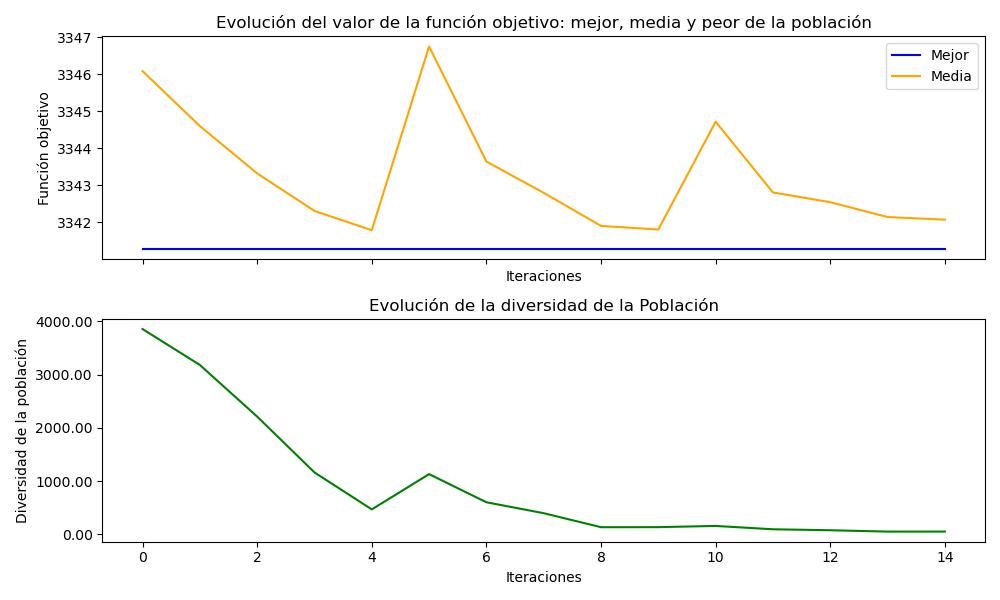 Evolución del valor de la función objetivo: mejor, media y peor de la población
3347
3346
3345
3344
3343
3342
Función objetivo
Mejor
Media
Iteraciones
Evolución de la diversidad de la Población
4000.00
3000.00
2000.00
1000.00
0.00
Diversidad de la población
0 2 4 6 8 10 12 14
Iteraciones